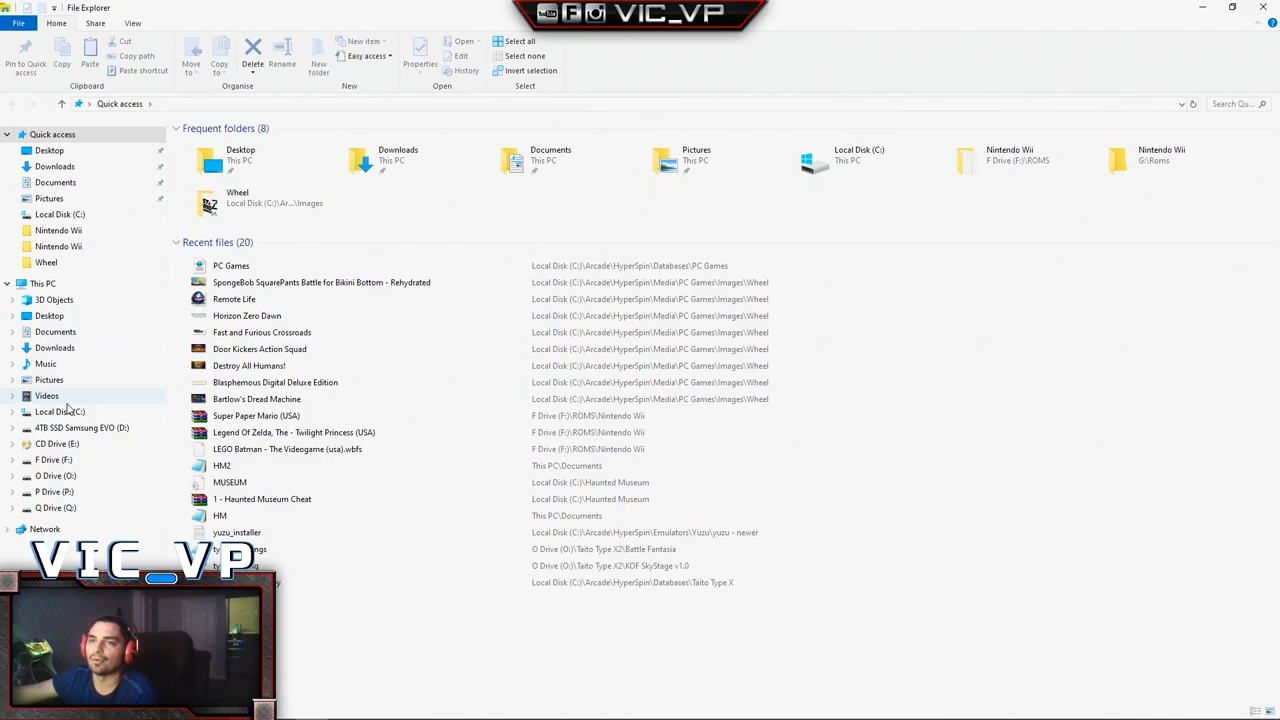 File Explorer
VIC_VP
File Home Share View
Pin to Quick access
Copy
Paste
Cut
Copy path
Paste shortcut
Clipboard
Move to
Copy to
Delete
Rename
Organise
New folder
New item
Easy access
New
Properties
Open
Edit
History
Open
Select all
Select none
Invert selection
Select
Quick access
Search Qu...
Quick access
Desktop
Downloads
Documents
Pictures
Local Disk (C:)
Nintendo Wii
Nintendo Wii
Wheel
This PC
3D Objects
Desktop
Documents
Downloads
Music
Pictures
Videos
Local Disk (C:)
4TB SSD Samsung EVO (D:)
CD Drive (E:)
F Drive (F:)
O Drive (O:)
P Drive (P:)
Q Drive (Q:)
Network
Frequent folders (8)
Desktop
This PC
Downloads
This PC
Documents
This PC
Pictures
This PC
Local Disk (C:)
This PC
Nintendo Wii
F Drive (F:)\ROMS
Nintendo Wii
G:\Roms
Wheel
Local Disk (C:)\Ar...\Images
Recent files (20)
PC Games Local Disk (C:)\Arcade\HyperSpin\Databases\PC Games
SpongeBob SquarePants Battle for Bikini Bottom - Rehydrated Local Disk (C:)\Arcade\HyperSpin\Media\PC Games\Images\Wheel
Remote Life Local Disk (C:)\Arcade\HyperSpin\Media\PC Games\Images\Wheel
Horizon Zero Dawn Local Disk (C:)\Arcade\HyperSpin\Media\PC Games\Images\Wheel
Fast and Furious Crossroads Local Disk (C:)\Arcade\HyperSpin\Media\PC Games\Images\Wheel
Door Kickers Action Squad Local Disk (C:)\Arcade\HyperSpin\Media\PC Games\Images\Wheel
Destroy All Humans! Local Disk (C:)\Arcade\HyperSpin\Media\PC Games\Images\Wheel
Blasphemous Digital Deluxe Edition Local Disk (C:)\Arcade\HyperSpin\Media\PC Games\Images\Wheel
Bartlow's Dread Machine Local Disk (C:)\Arcade\HyperSpin\Media\PC Games\Images\Wheel
Super Paper Mario (USA) F Drive (F:)\ROMS\Nintendo Wii
Legend Of Zelda, The - Twilight Princess (USA) F Drive (F:)\ROMS\Nintendo Wii
LEGO Batman - The Videogame (usa).wbfs F Drive (F:)\ROMS\Nintendo Wii
HM2 This PC\Documents
MUSEUM Local Disk (C:)\Haunted Museum
1 - Haunted Museum Cheat Local Disk (C:)\Haunted Museum
HM This PC\Documents
yuzu_installer Local Disk (C:)\Arcade\HyperSpin\Emulators\Yuzu\yuzu - newer
O Drive (O:)\Taito Type X2\Battle Fantasia
O Drive (O:)\Taito Type X2\KOF SkyStage v1.0
Local Disk (C:)\Arcade\HyperSpin\Databases\Taito Type X
VIC_VP